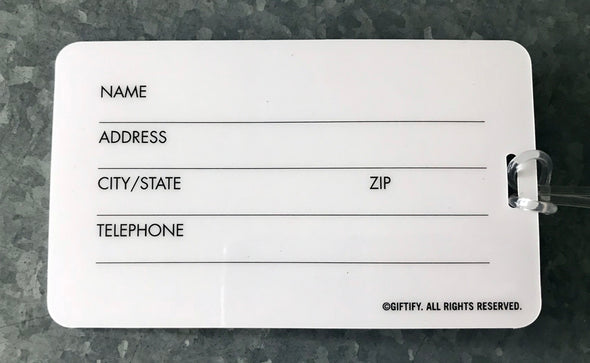 NAME
ADDRESS
CITY/STATE ZIP
TELEPHONE
©GIFTIFY. ALL RIGHTS RESERVED.